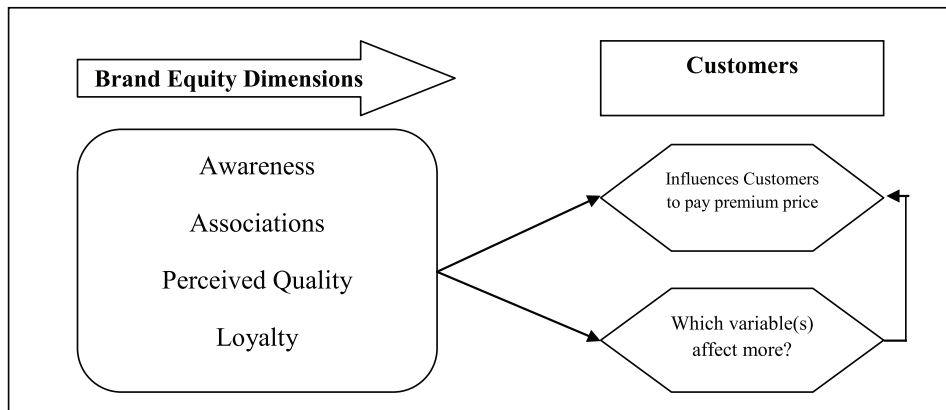 Brand Equity Dimensions
Customers
Awareness
Associations
Perceived Quality
Loyalty
Influences Customers
to pay premium price
Which variable(s)
affect more?